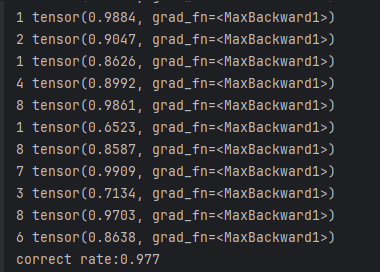 1 tensor(0.9884, grad_fn=<MaxBackward1>)
2 tensor(0.9047, grad_fn=<MaxBackward1>)
1 tensor(0.8626, grad_fn=<MaxBackward1>)
4 tensor(0.8992, grad_fn=<MaxBackward1>)
8 tensor(0.9861, grad_fn=<MaxBackward1>)
1 tensor(0.6523, grad_fn=<MaxBackward1>)
8 tensor(0.8587, grad_fn=<MaxBackward1>)
7 tensor(0.9909, grad_fn=<MaxBackward1>)
3 tensor(0.7134, grad_fn=<MaxBackward1>)
8 tensor(0.9703, grad_fn=<MaxBackward1>)
6 tensor(0.8638, grad_fn=<MaxBackward1>)
correct rate:0.977